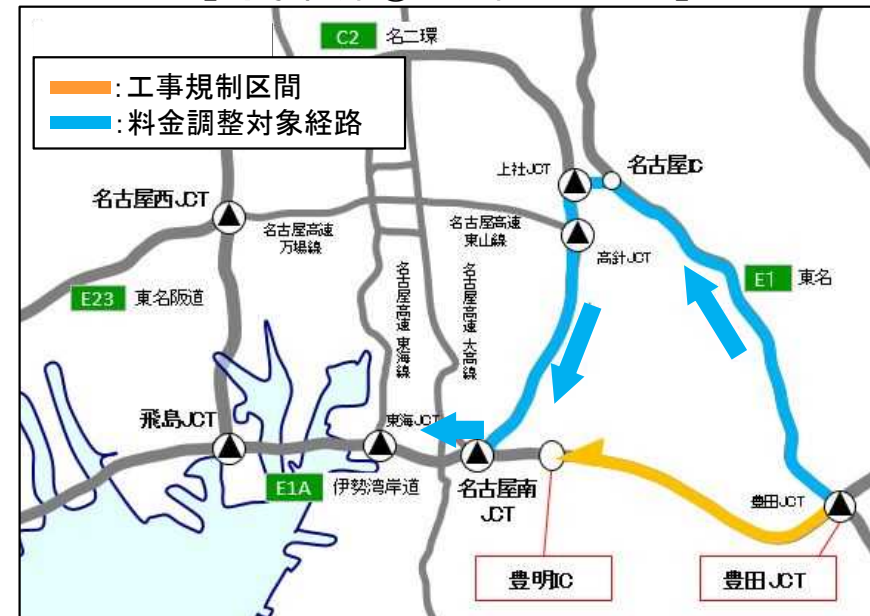 C2 名二環
:工事規制区間
:料金調整対象経路
上社JCT
名古屋IC
名古屋西JCT
名古屋高速
万場線
名古屋高速
東山線
高針JCT
E1 東名
E23 東名阪道
名古屋高速 東海線
名古屋高速 大高線
飛島JCT
東海JCT
E1A 伊勢湾岸道
名古屋南
JCT
豊田JCT
豊明IC
豊田JCT